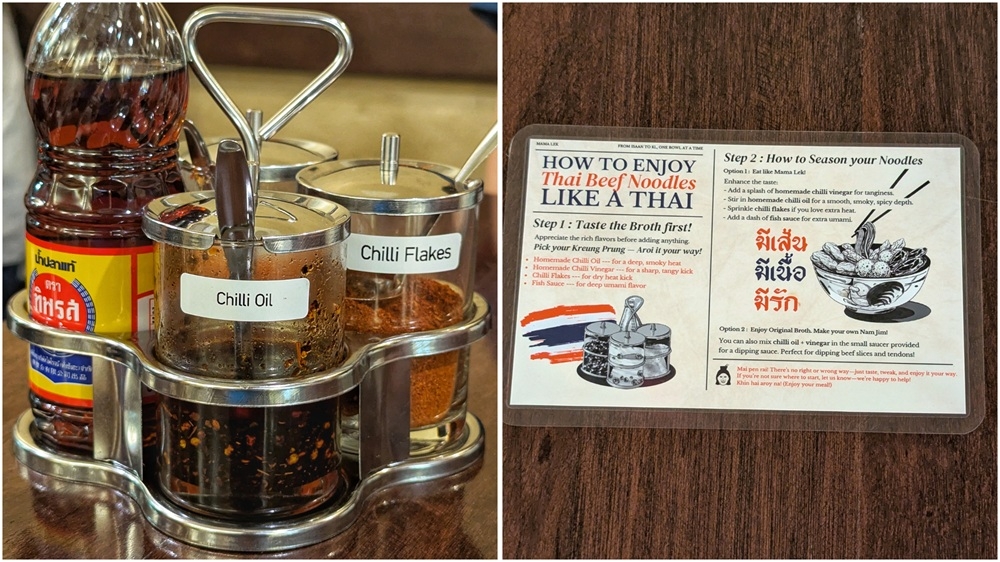 น้ำปลาแท้
ตรา
ทิพรส
Chilli Oil
Chilli Flakes
MAMA LEK
FROM ISAAN TO KL, ONE BOWL AT A TIME
HOW TO ENJOY
Thai Beef Noodles
LIKE A THAI
Step 1 : Taste the Broth first!
Appreciate the rich flavors before adding anything.
Pick your Kreung Prung — Aroi it your way!
• Homemade Chilli Oil — for a deep, smoky heat
• Homemade Chilli Vinegar — for a sharp, tangy kick
• Chilli Flakes — for dry heat kick
• Fish Sauce — for deep umami flavor
Step 2 : How to Season your Noodles
Option 1 : Eat like Mama Lek!
Enhance the taste:
- Add a splash of homemade chilli vinegar for tanginess.
- Stir in homemade chilli oil for a smooth, smoky, spicy depth.
- Sprinkle chilli flakes if you love extra heat.
- Add a dash of fish sauce for extra umami.
มีเส้น
มีเนื้อ
มีรัก
Option 2 : Enjoy Original Broth. Make your own Nam Jim!
You can also mix chilli oil + vinegar in the small saucer provided
for a dipping sauce. Perfect for dipping beef slices and tendons!
Mai pen rai! There's no right or wrong way—just taste, tweak, and enjoy it your way.
If you're not sure where to start, let us know—we're happy to help!
Khin hai aroy na! (Enjoy your meal!)